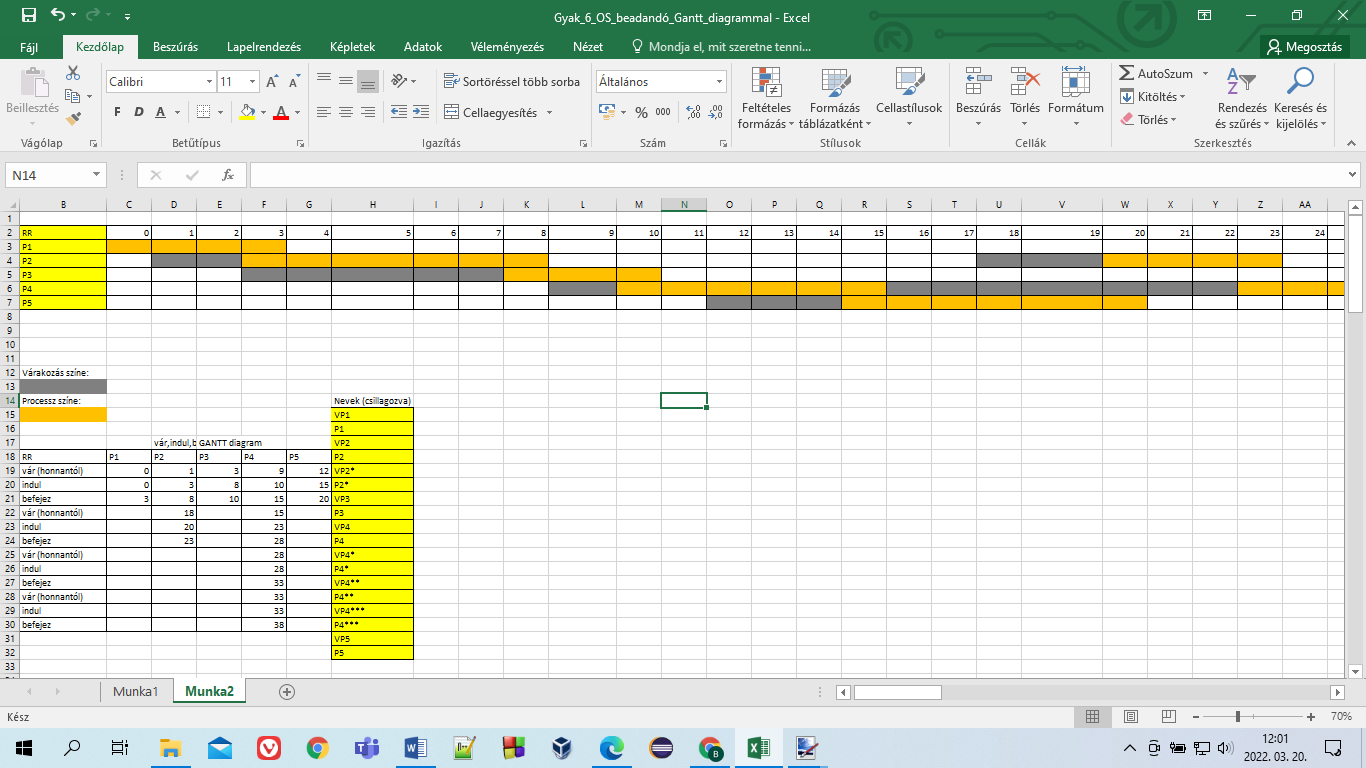 Gyak_6_OS_beadandó_Gantt_diagrammal - Excel
Fájl Kezdőlap Beszúrás Lapelrendezés Képletek Adatok Véleményezés Nézet Mondja el, mit szeretne tenni... Megosztás
Beillesztés
Vágólap
Calibri 11
F D A
Betűtípus
Sortöréssel több sorba
Cellaegyesítés
Igazítás
Általános
% 000
Szám
Feltételes formázás
Formázás táblázatként
Cellastílusok
Stílusok
Beszúrás Törlés Formátum
Cellák
AutoSzum
Kitöltés
Törlés
Rendezés és szűrés
Keresés és kijelölés
Szerkesztés
N14 fx
B C D E F G H I J K L M N O P Q R S T U V W X Y Z AA
1
2 RR 0 1 2 3 4 5 6 7 8 9 10 11 12 13 14 15 16 17 18 19 20 21 22 23 24
3 P1
4 P2
5 P3
6 P4
7 P5
8
9
10
11
12 Várakozás színe:
13
14 Processz színe: Nevek (csillagozva)
15 VP1
16 P1
17 vár,indul,b GANTT diagram VP2
18 RR P1 P2 P3 P4 P5 P2
19 vár (honnantól) 0 1 3 9 12 VP2*
20 indul 0 3 8 10 15 P2*
21 befejez 3 8 10 15 20 VP3
22 vár (honnantól) 18 15 P3
23 indul 20 23 VP4
24 befejez 23 28 P4
25 vár (honnantól) 28 VP4*
26 indul 28 P4*
27 befejez 33 VP4**
28 vár (honnantól) 33 P4**
29 indul 33 VP4***
30 befejez 38 P4***
31 VP5
32 P5
33
Munka1 Munka2
Kész 70%
12:01
2022. 03. 20.